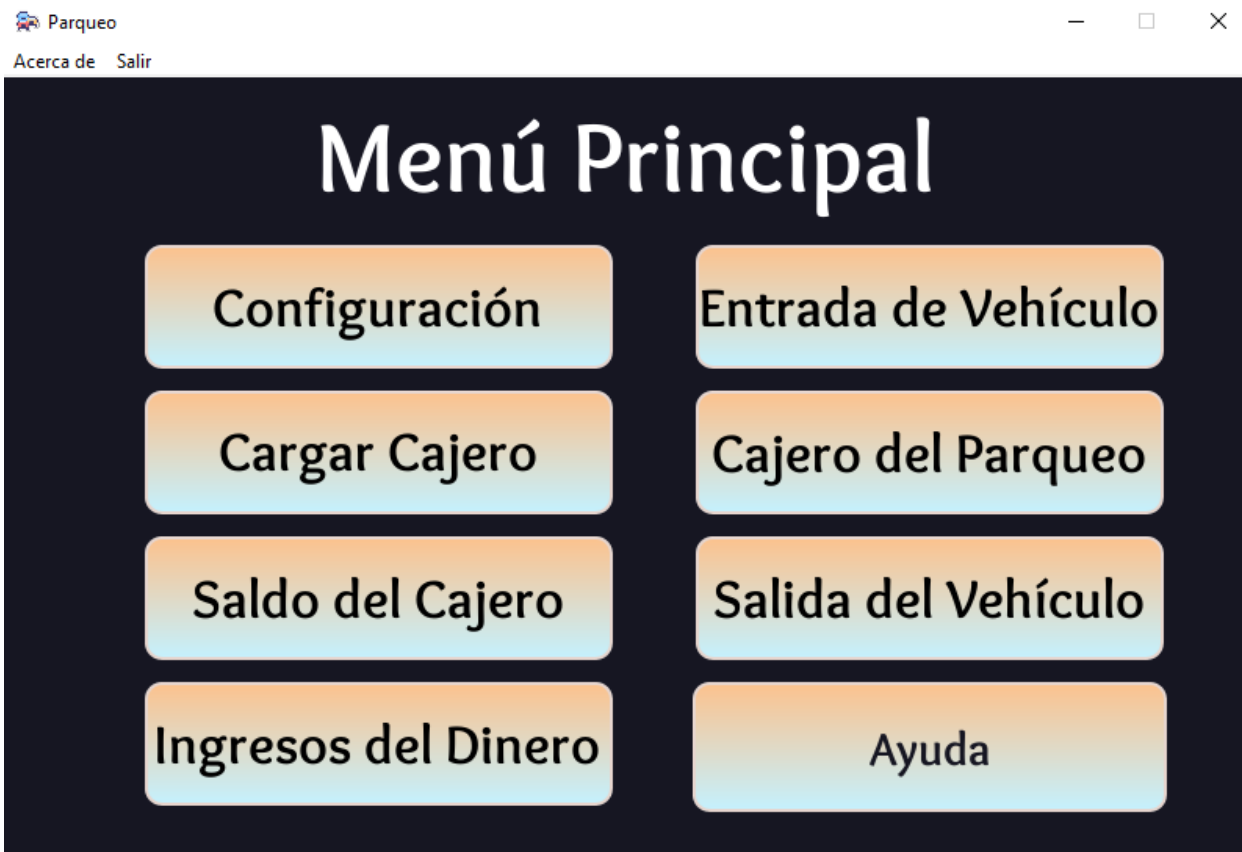 Parqueo
Acerca de Salir
Menú Principal
Configuración
Entrada de Vehículo
Cargar Cajero
Cajero del Parqueo
Saldo del Cajero
Salida del Vehículo
Ingresos del Dinero
Ayuda